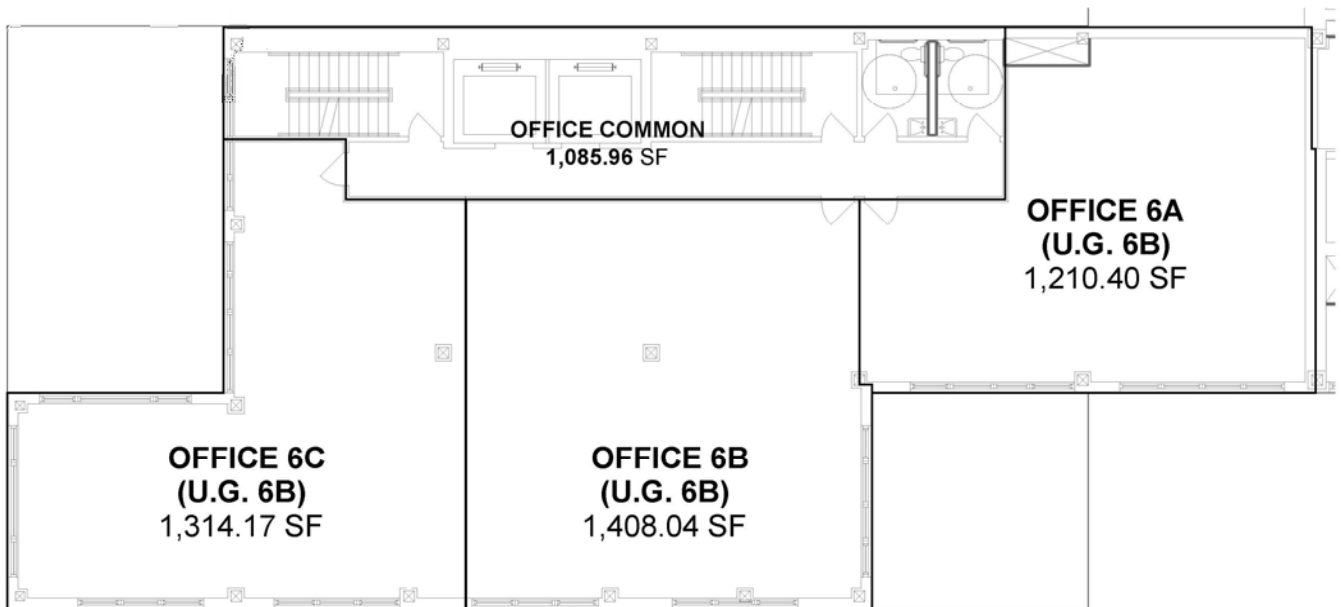 OFFICE COMMON
1,085.96 SF
OFFICE 6A
(U.G. 6B)
1,210.40 SF
OFFICE 6C
(U.G. 6B)
1,314.17 SF
OFFICE 6B
(U.G. 6B)
1,408.04 SF